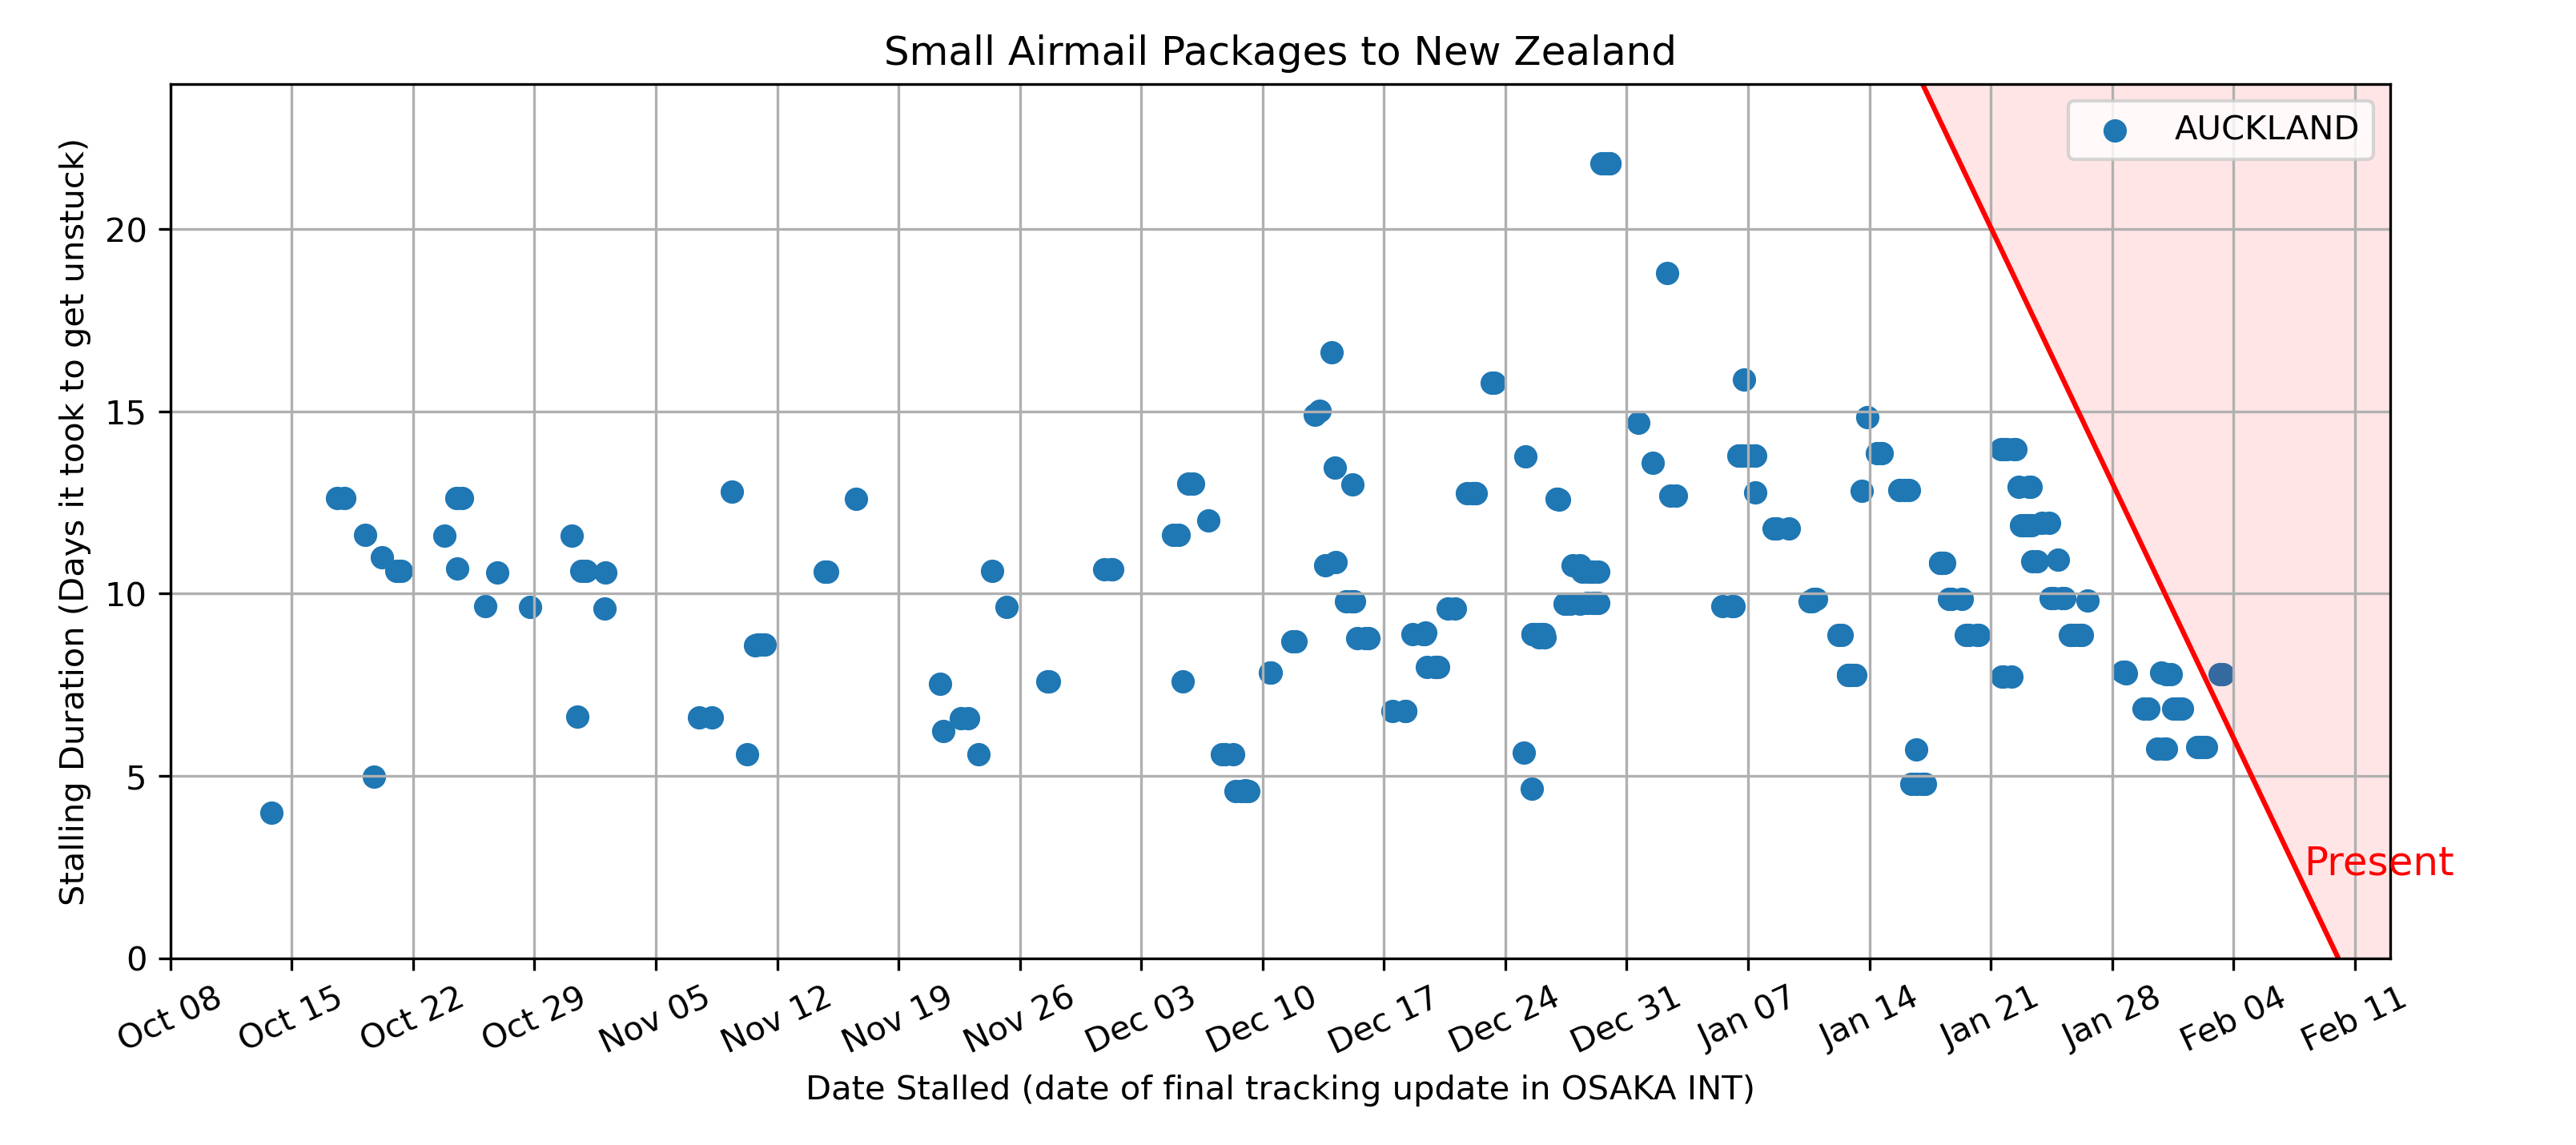 Small Airmail Packages to New Zealand
AUCKLAND
Stalling Duration (Days it took to get unstuck)
20
15
10
5
0
Present
Oct 08
Oct 15
Oct 22
Oct 29
Nov 05
Nov 12
Nov 19
Nov 26
Dec 03
Dec 10
Dec 17
Dec 24
Dec 31
Jan 07
Jan 14
Jan 21
Jan 28
Feb 04
Feb 11
Date Stalled (date of final tracking update in OSAKA INT)